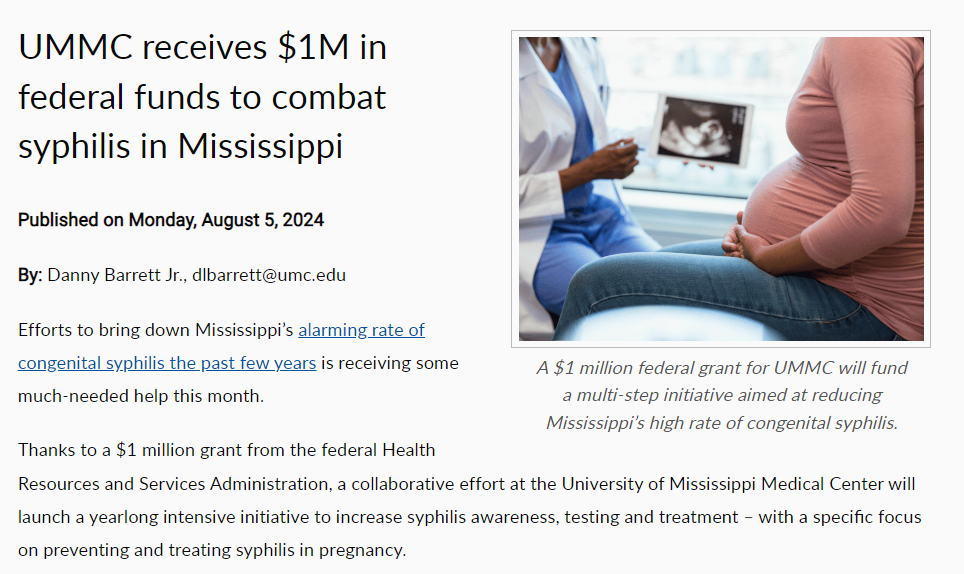 UMMC receives $1M in
federal funds to combat
syphilis in Mississippi
Published on Monday, August 5, 2024
By: Danny Barrett Jr., dlbarrett@umc.edu
Efforts to bring down Mississippi’s alarming rate of
congenital syphilis the past few years is receiving some
much-needed help this month.
A $1 million federal grant for UMMC will fund
a multi-step initiative aimed at reducing
Mississippi’s high rate of congenital syphilis.
Thanks to a $1 million grant from the federal Health
Resources and Services Administration, a collaborative effort at the University of Mississippi Medical Center will
launch a yearlong intensive initiative to increase syphilis awareness, testing and treatment – with a specific focus
on preventing and treating syphilis in pregnancy.